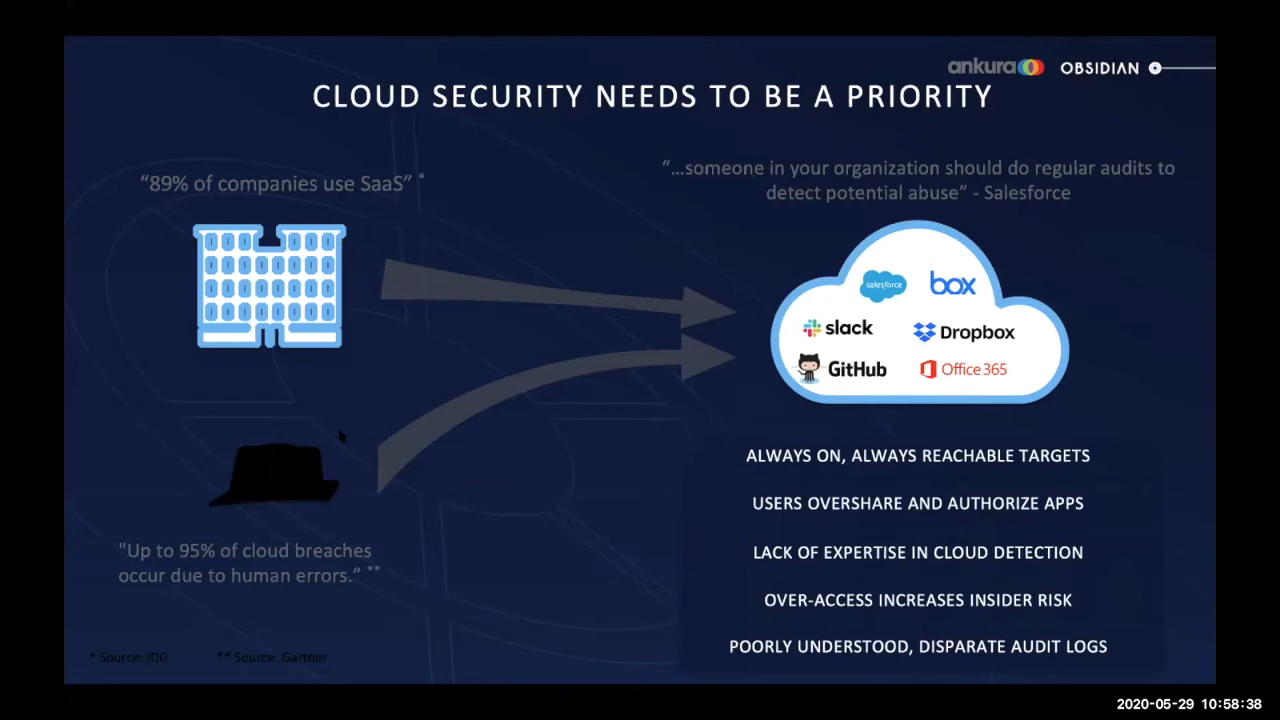 ankura OBSIDIAN
CLOUD SECURITY NEEDS TO BE A PRIORITY
“89% of companies use SaaS” *
“...someone in your organization should do regular audits to
detect potential abuse” - Salesforce
salesforce
box
slack
Dropbox
GitHub
Office 365
"Up to 95% of cloud breaches
occur due to human errors.” **
ALWAYS ON, ALWAYS REACHABLE TARGETS
USERS OVERSHARE AND AUTHORIZE APPS
LACK OF EXPERTISE IN CLOUD DETECTION
OVER-ACCESS INCREASES INSIDER RISK
POORLY UNDERSTOOD, DISPARATE AUDIT LOGS
* Source: IDG
** Source: Gartner
2020-05-29 10:58:38